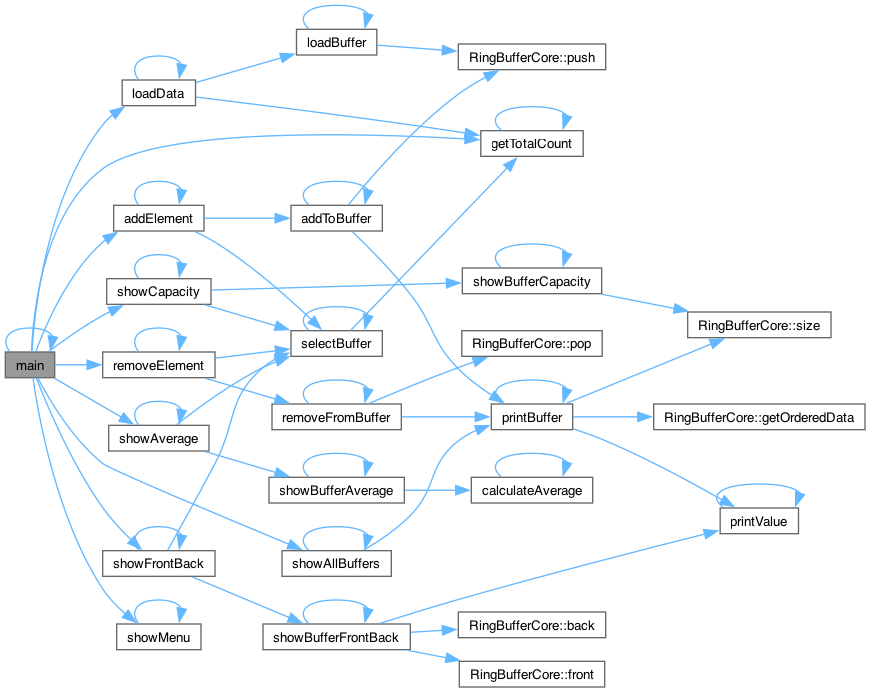 loadBuffer
RingBufferCore::push
loadData
getTotalCount
addElement
addToBuffer
showBufferCapacity
showCapacity
RingBufferCore::size
selectBuffer
RingBufferCore::pop
main
removeElement
removeFromBuffer
printBuffer
RingBufferCore::getOrderedData
showAverage
showBufferAverage
calculateAverage
printValue
showFrontBack
showAllBuffers
showMenu
showBufferFrontBack
RingBufferCore::back
RingBufferCore::front